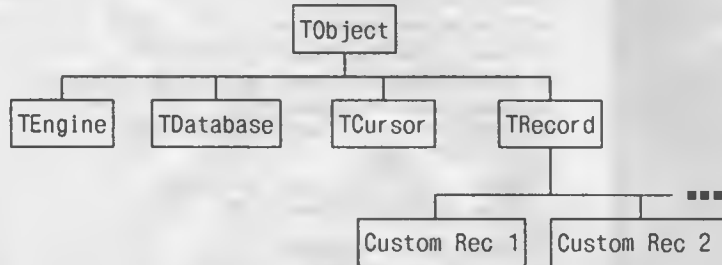 TObject
TEngine TDatabase TCursor TRecord
Custom Rec 1 Custom Rec 2